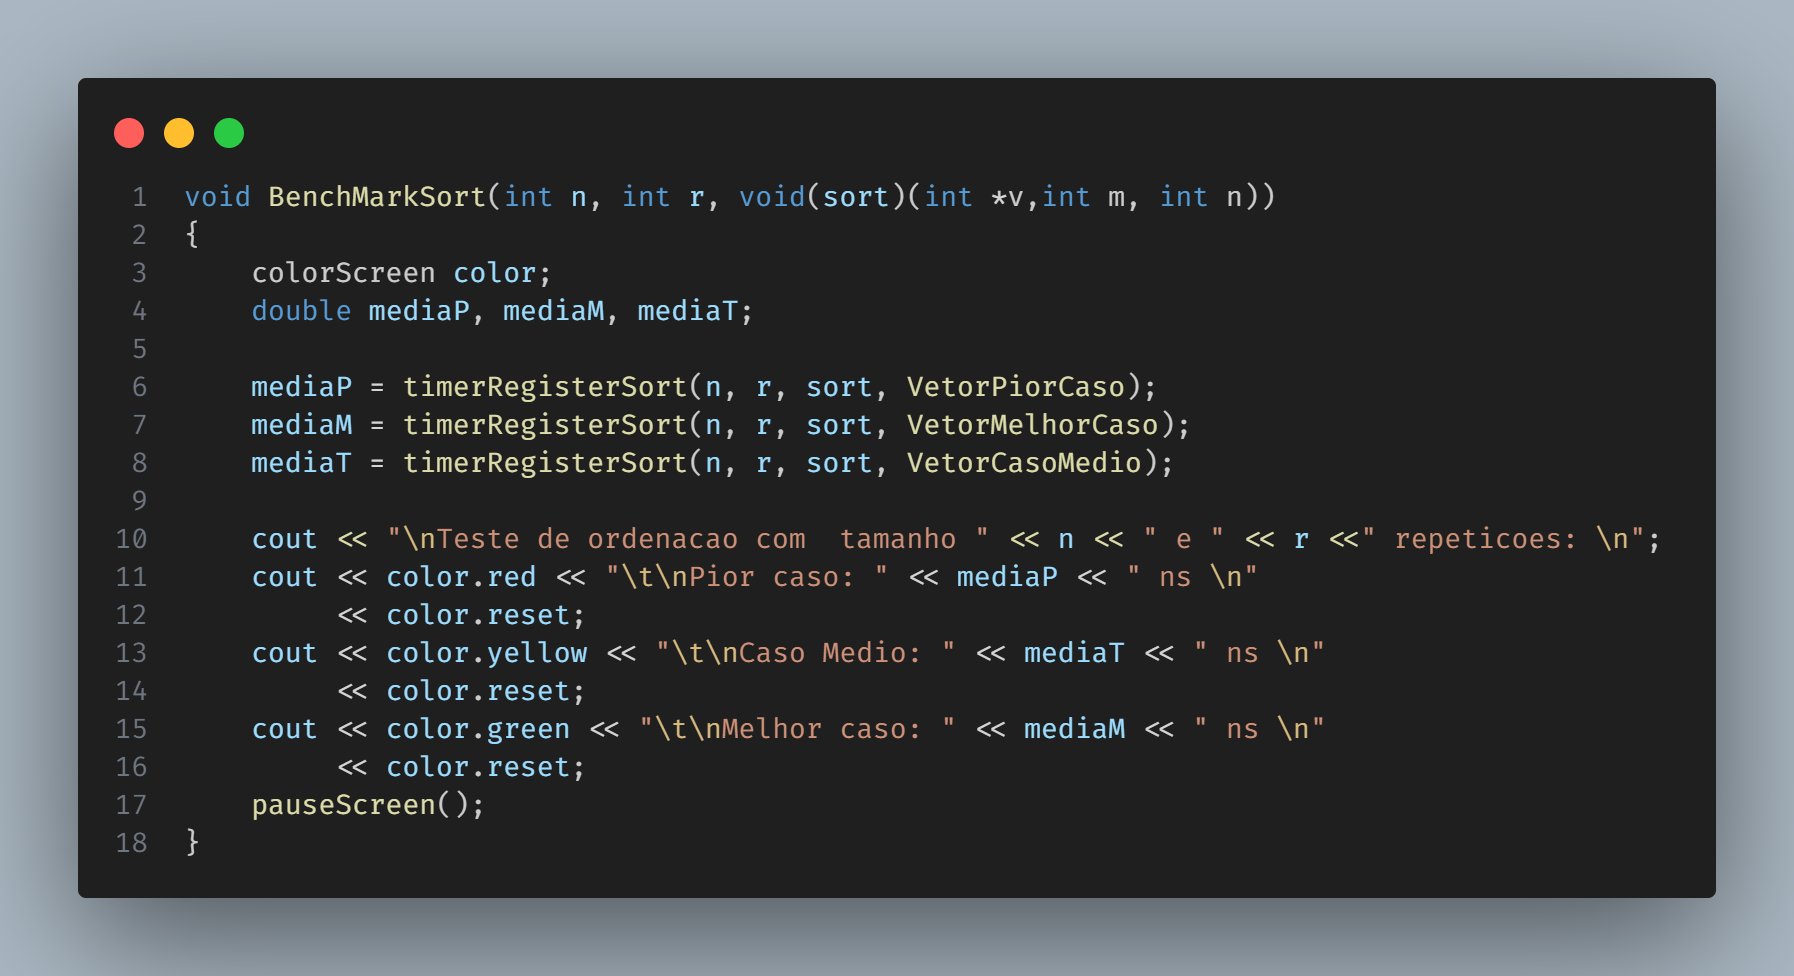 1 void BenchMarkSort(int n, int r, void(sort)(int *v,int m, int n))
2 {
3     colorScreen color;
4     double mediaP, mediaM, mediaT;
5
6     mediaP = timerRegisterSort(n, r, sort, VetorPiorCaso);
7     mediaM = timerRegisterSort(n, r, sort, VetorMelhorCaso);
8     mediaT = timerRegisterSort(n, r, sort, VetorCasoMedio);
9
10     cout << "\nTeste de ordenacao com  tamanho " << n << " e " << r <<" repeticoes: \n";
11     cout << color.red << "\t\nPior caso: " << mediaP << " ns \n"
12          << color.reset;
13     cout << color.yellow << "\t\nCaso Medio: " << mediaT << " ns \n"
14          << color.reset;
15     cout << color.green << "\t\nMelhor caso: " << mediaM << " ns \n"
16          << color.reset;
17     pauseScreen();
18 }